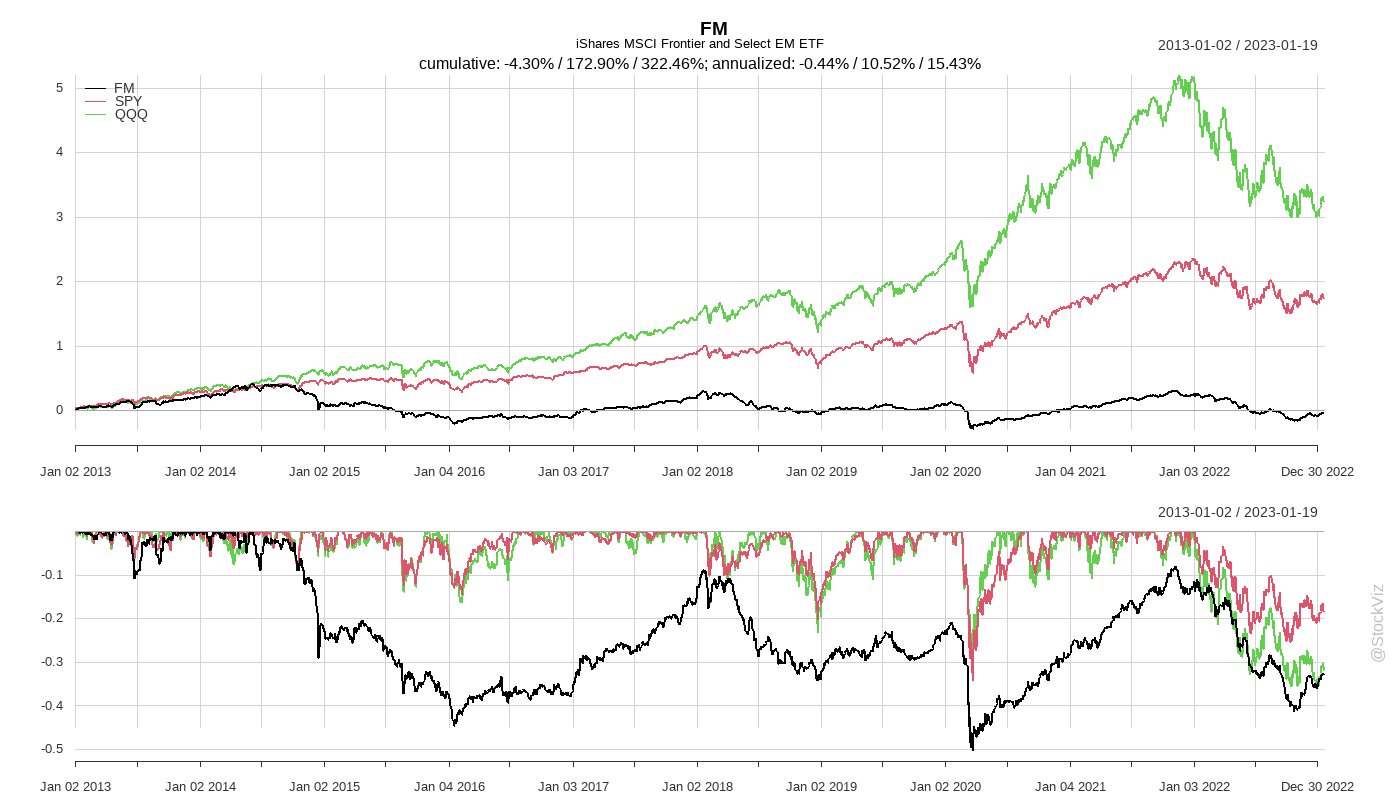 FM
iShares MSCI Frontier and Select EM ETF
2013-01-02 / 2023-01-19
cumulative: -4.30% / 172.90% / 322.46%; annualized: -0.44% / 10.52% / 15.43%
FM
SPY
QQQ
5
4
3
2
1
0
Jan 02 2013 Jan 02 2014 Jan 02 2015 Jan 04 2016 Jan 03 2017 Jan 02 2018 Jan 02 2019 Jan 02 2020 Jan 04 2021 Jan 03 2022 Dec 30 2022
2013-01-02 / 2023-01-19
-0.1
-0.2
-0.3
-0.4
-0.5
Jan 02 2013 Jan 02 2014 Jan 02 2015 Jan 04 2016 Jan 03 2017 Jan 02 2018 Jan 02 2019 Jan 02 2020 Jan 04 2021 Jan 03 2022 Dec 30 2022
@StockViz